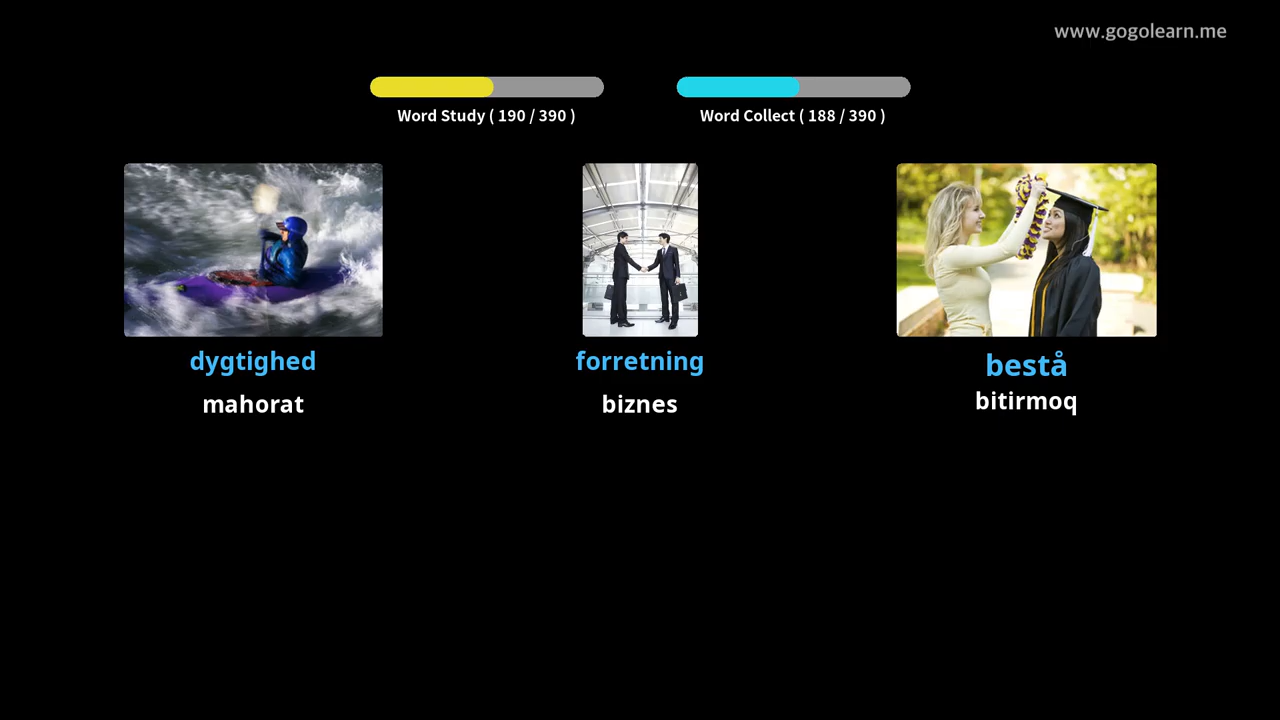 www.gogolearn.me
Word Study ( 190 / 390 )
Word Collect ( 188 / 390 )
dygtighed
mahorat
forretning
biznes
bestå
bitirmoq